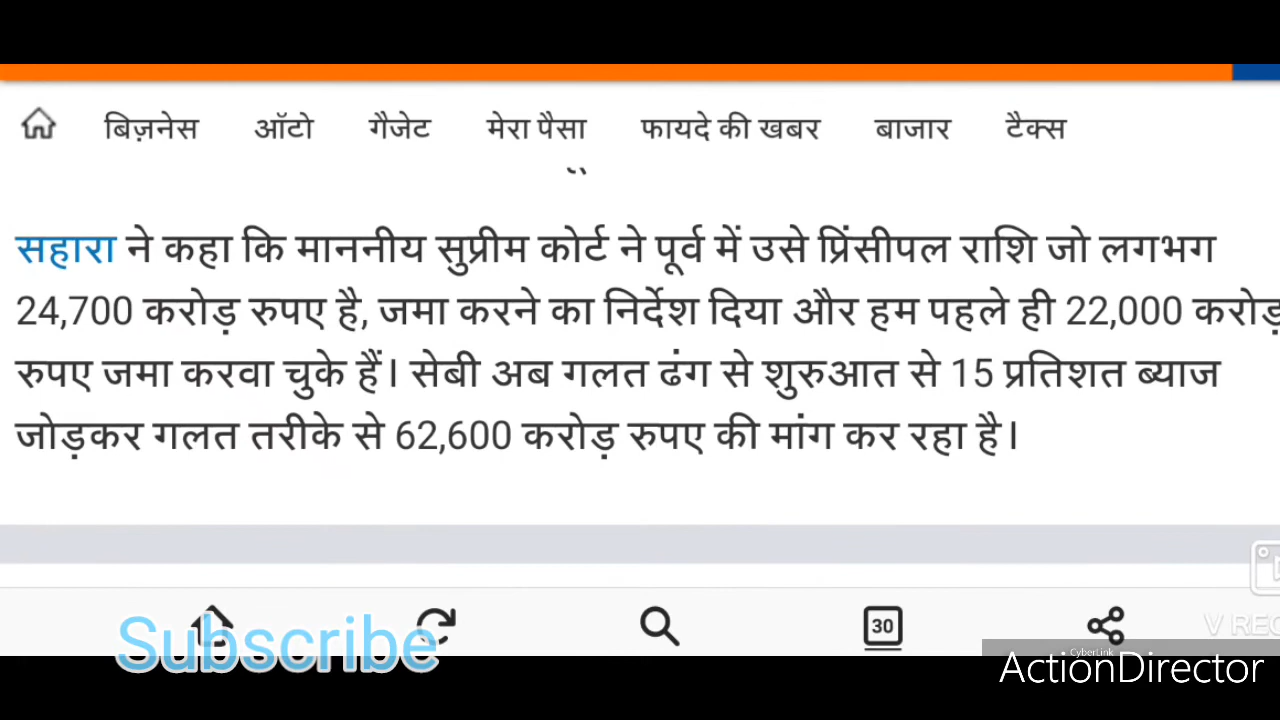 बिज़नेस ऑटो गैजेट मेरा पैसा फायदे की खबर बाजार टैक्स
सहारा ने कहा कि माननीय सुप्रीम कोर्ट ने पूर्व में उसे प्रिंसीपल राशि जो लगभग
24,700 करोड़ रुपए है, जमा करने का निर्देश दिया और हम पहले ही 22,000 करोड़
रुपए जमा करवा चुके हैं। सेबी अब गलत ढंग से शुरुआत से 15 प्रतिशत ब्याज
जोड़कर गलत तरीके से 62,600 करोड़ रुपए की मांग कर रहा है।
30
V REC
Subscribe
CyberLink
ActionDirector